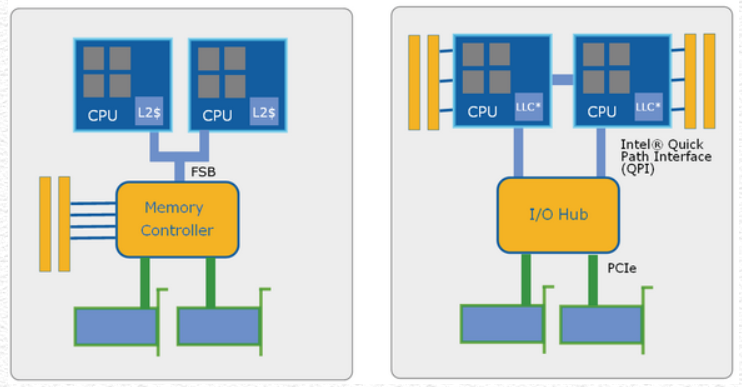 CPU
L2$
CPU
L2$
FSB
Memory
Controller
CPU
LLC*
CPU
LLC*
Intel® Quick
Path Interface
(QPI)
I/O Hub
PCIe